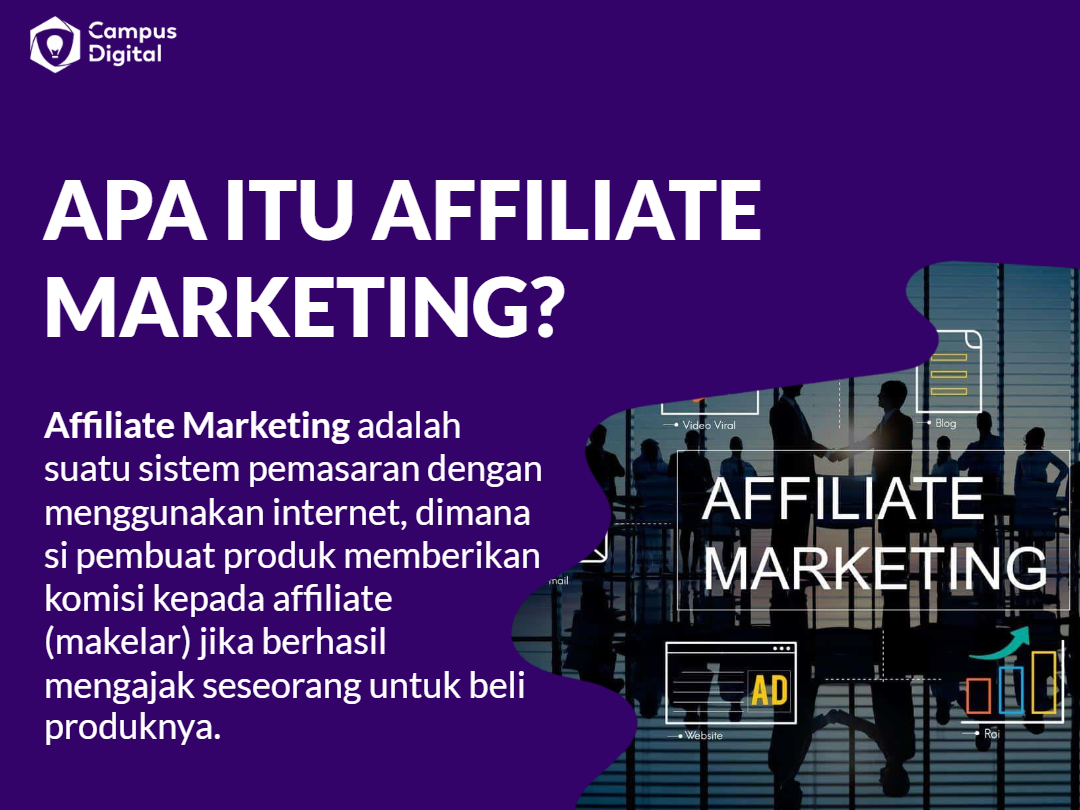 Campus
Digital
APA ITU AFFILIATE
MARKETING?
Affiliate Marketing adalah
suatu sistem pemasaran dengan
menggunakan internet, dimana
si pembuat produk memberikan
komisi kepada affiliate
(makelar) jika berhasil
mengajak seseorang untuk beli
produknya.
Video Viral
Blog
AFFILIATE
MARKETING
AD
Website
Roi